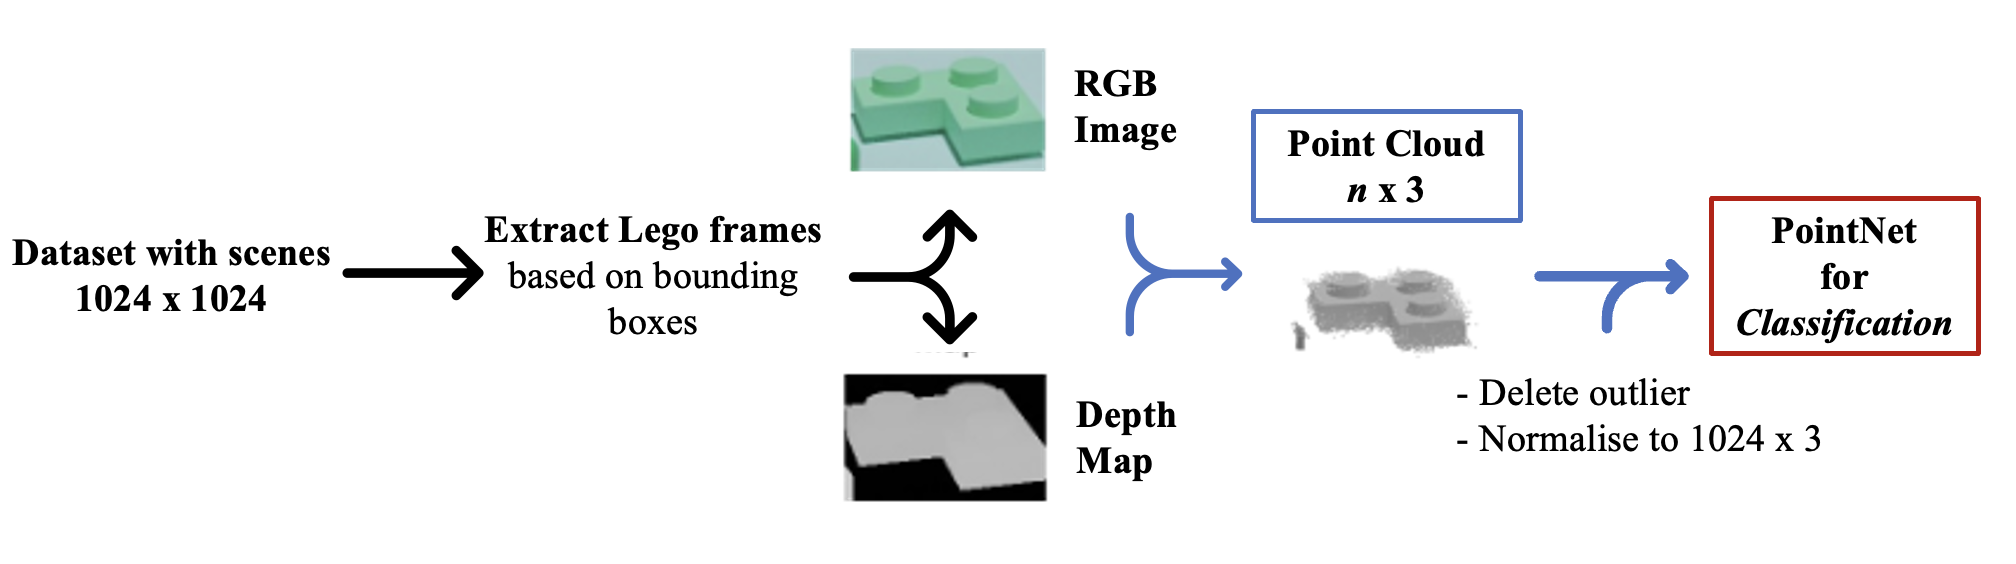 Dataset with scenes
1024 x 1024
Extract Lego frames
based on bounding
boxes
RGB
Image
Depth
Map
Point Cloud
n x 3
- Delete outlier
- Normalise to 1024 x 3
PointNet
for
Classification